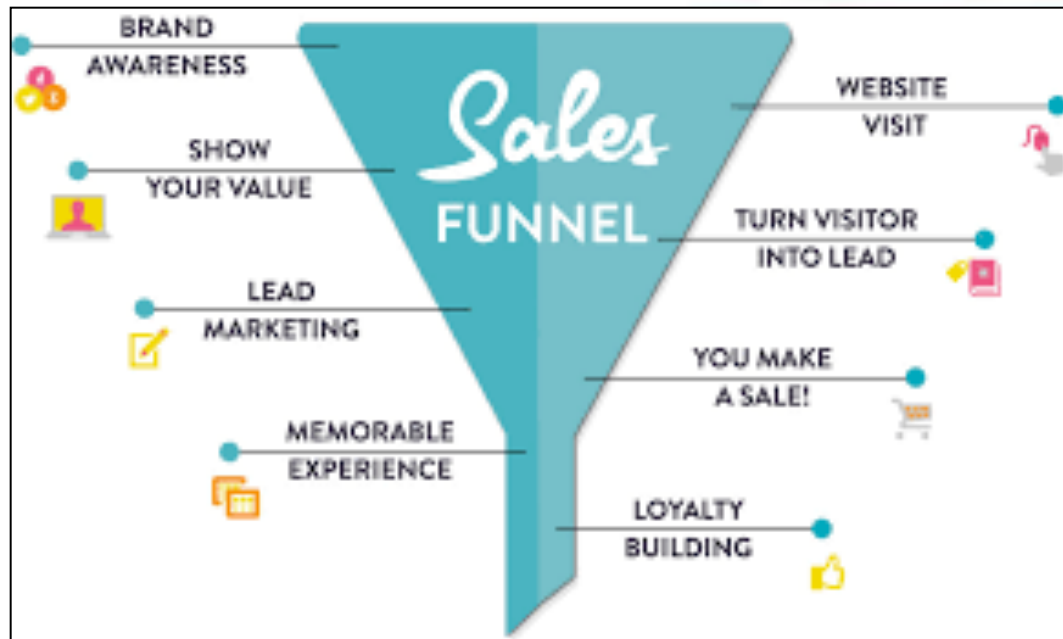 BRAND
AWARENESS
Sales
FUNNEL
WEBSITE
VISIT
SHOW
YOUR VALUE
TURN VISITOR
INTO LEAD
LEAD
MARKETING
YOU MAKE
A SALE!
MEMORABLE
EXPERIENCE
LOYALTY
BUILDING